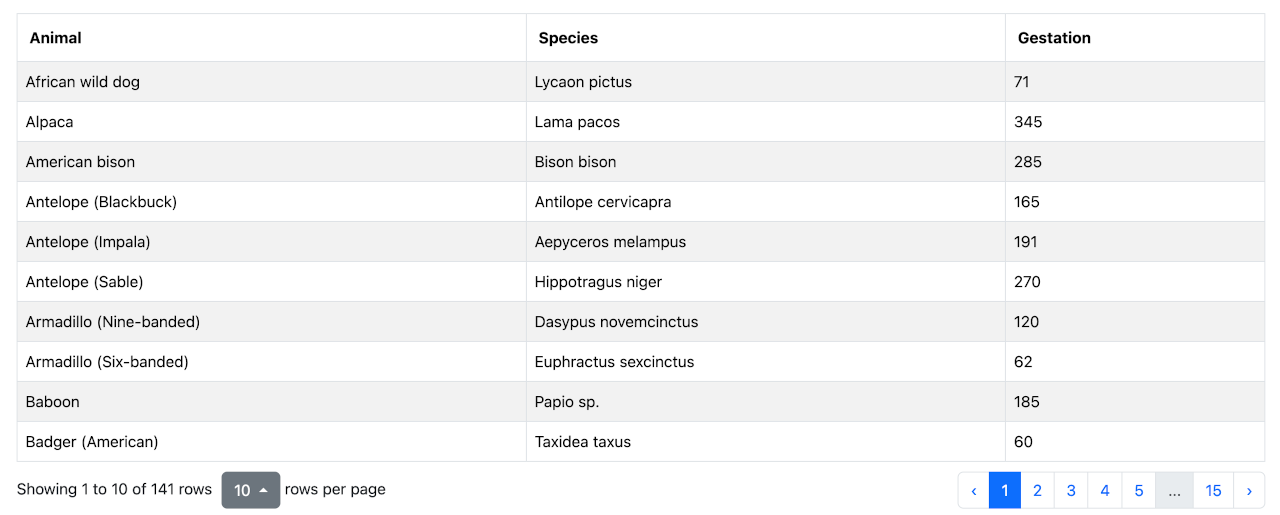 Animal Species Gestation
African wild dog Lycaon pictus 71
Alpaca Lama pacos 345
American bison Bison bison 285
Antelope (Blackbuck) Antilope cervicapra 165
Antelope (Impala) Aepyceros melampus 191
Antelope (Sable) Hippotragus niger 270
Armadillo (Nine-banded) Dasypus novemcinctus 120
Armadillo (Six-banded) Euphractus sexcinctus 62
Baboon Papio sp. 185
Badger (American) Taxidea taxus 60
Showing 1 to 10 of 141 rows 10 rows per page ‹ 1 2 3 4 5 ... 15 ›